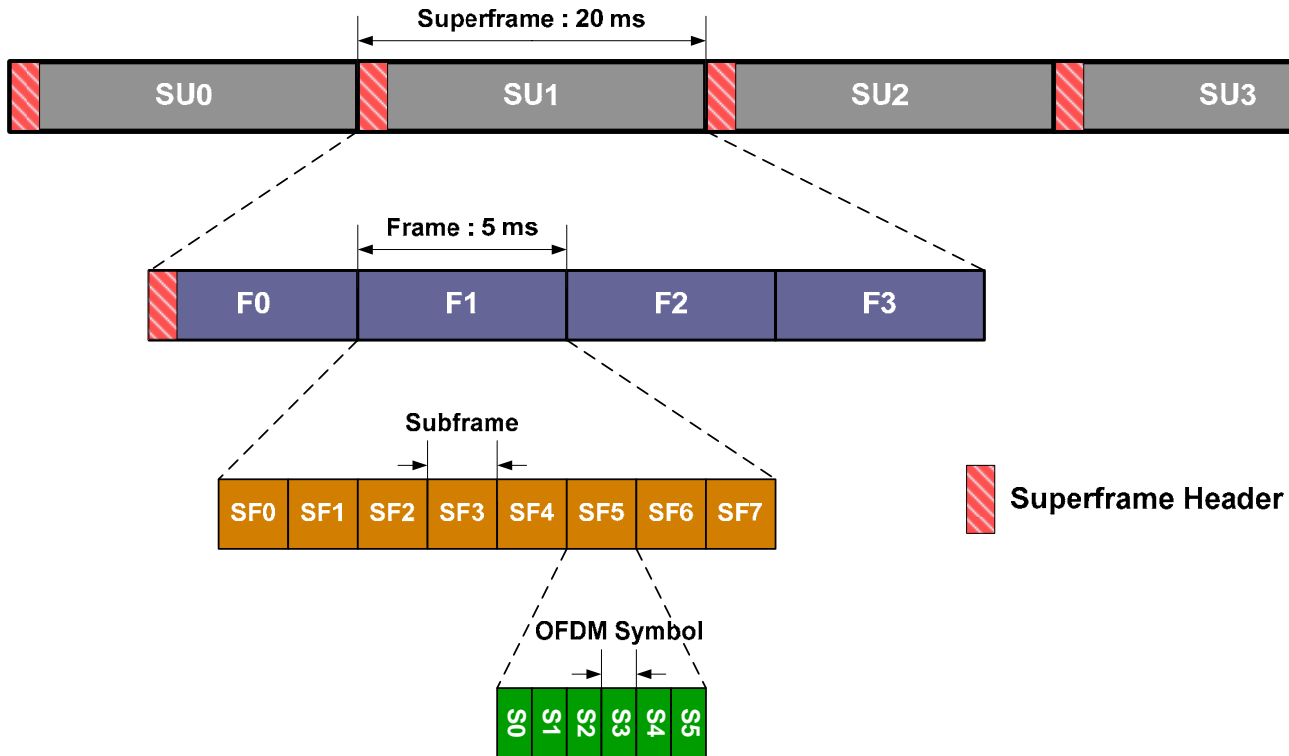 Superframe : 20 ms
SU0 SU1 SU2 SU3
Frame : 5 ms
F0 F1 F2 F3
Subframe
SF0 SF1 SF2 SF3 SF4 SF5 SF6 SF7
Superframe Header
OFDM Symbol
S0 S1 S2 S3 S4 S5